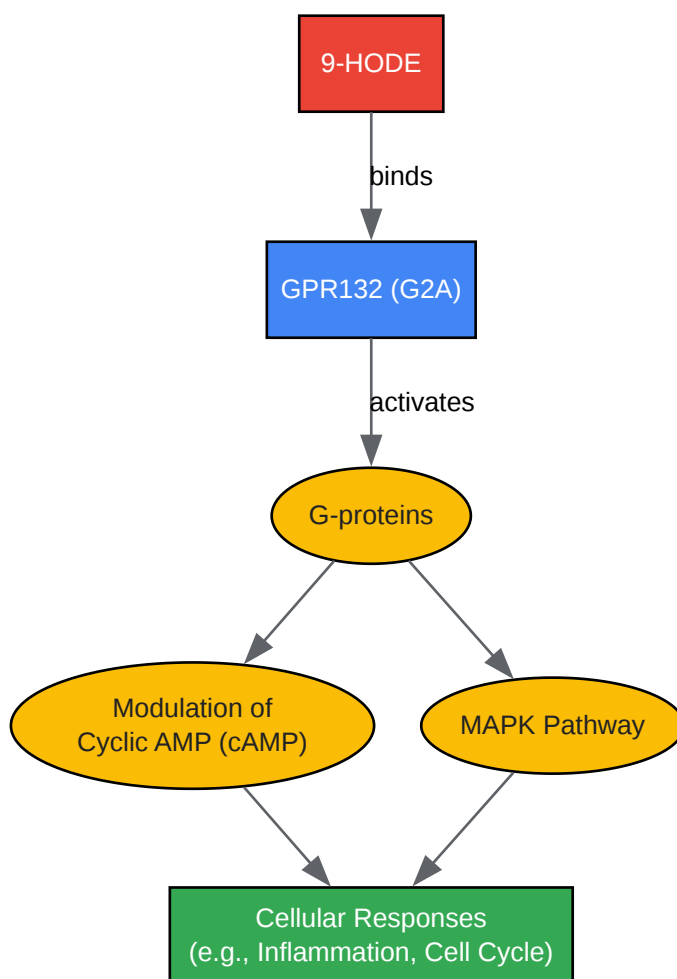 9-HODE
binds
GPR132 (G2A)
activates
G-proteins
Modulation of
Cyclic AMP (cAMP)
MAPK Pathway
Cellular Responses
(e.g., Inflammation, Cell Cycle)